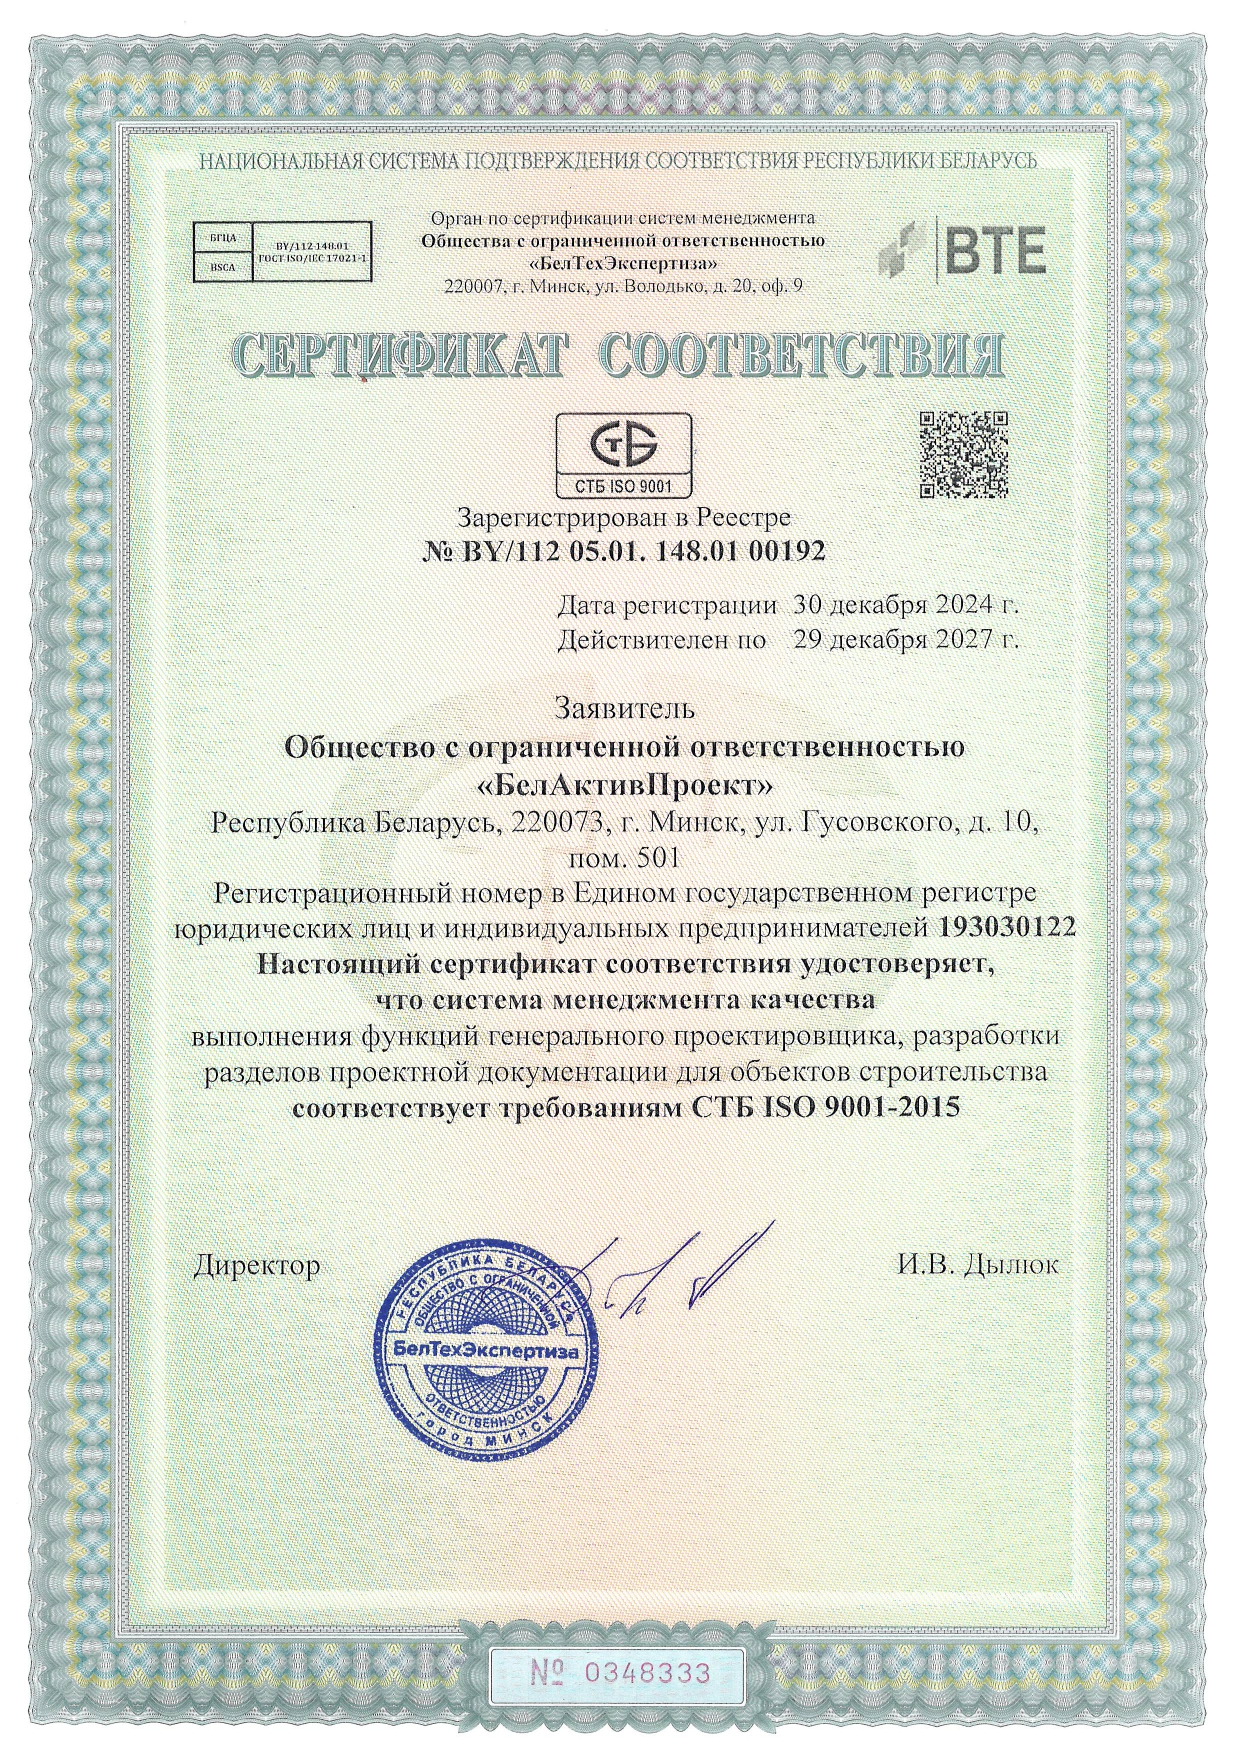 НАЦИОНАЛЬНАЯ СИСТЕМА ПОДТВЕРЖДЕНИЯ СООТВЕТСТВИЯ РЕСПУБЛИКИ БЕЛАРУСЬ
БГЦА
BSCA
BY/112 148.01
ГОСТ ISO/IEC 17021-1
Орган по сертификации систем менеджмента
Общества с ограниченной ответственностью
«БелТехЭкспертиза»
220007, г. Минск, ул. Володько, д. 20, оф. 9
BTE
СЕРТИФИКАТ СООТВЕТСТВИЯ
СТБ
СТБ ISO 9001
Зарегистрирован в Реестре
№ BY/112 05.01. 148.01 00192
Дата регистрации 30 декабря 2024 г.
Действителен по 29 декабря 2027 г.
Заявитель
Общество с ограниченной ответственностью
«БелАктивПроект»
Республика Беларусь, 220073, г. Минск, ул. Гусовского, д. 10,
пом. 501
Регистрационный номер в Едином государственном регистре
юридических лиц и индивидуальных предпринимателей 193030122
Настоящий сертификат соответствия удостоверяет,
что система менеджмента качества
выполнения функций генерального проектировщика, разработки
разделов проектной документации для объектов строительства
соответствует требованиям СТБ ISO 9001-2015
Директор
И.В. Дылюк
РЕСПУБЛИКА БЕЛАРУСЬ
ОБЩЕСТВО С ОГРАНИЧЕННОЙ
БелТехЭкспертиза
ОТВЕТСТВЕННОСТЬЮ
город МИНСК
№ 0348333